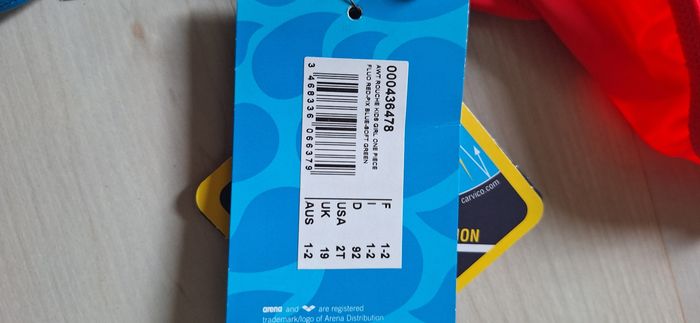 000436478
AWT ROUCHE KIDS GIRL ONE PIECE
FLUO RED-PIX BLUE-SOFT GREEN
3 468336 066379
F 1-2
I 1-2
D 92
USA 2T
UK 19
AUS 1-2
arena and are registered
trademark/logo of Arena Distribution
carvico.com
ION